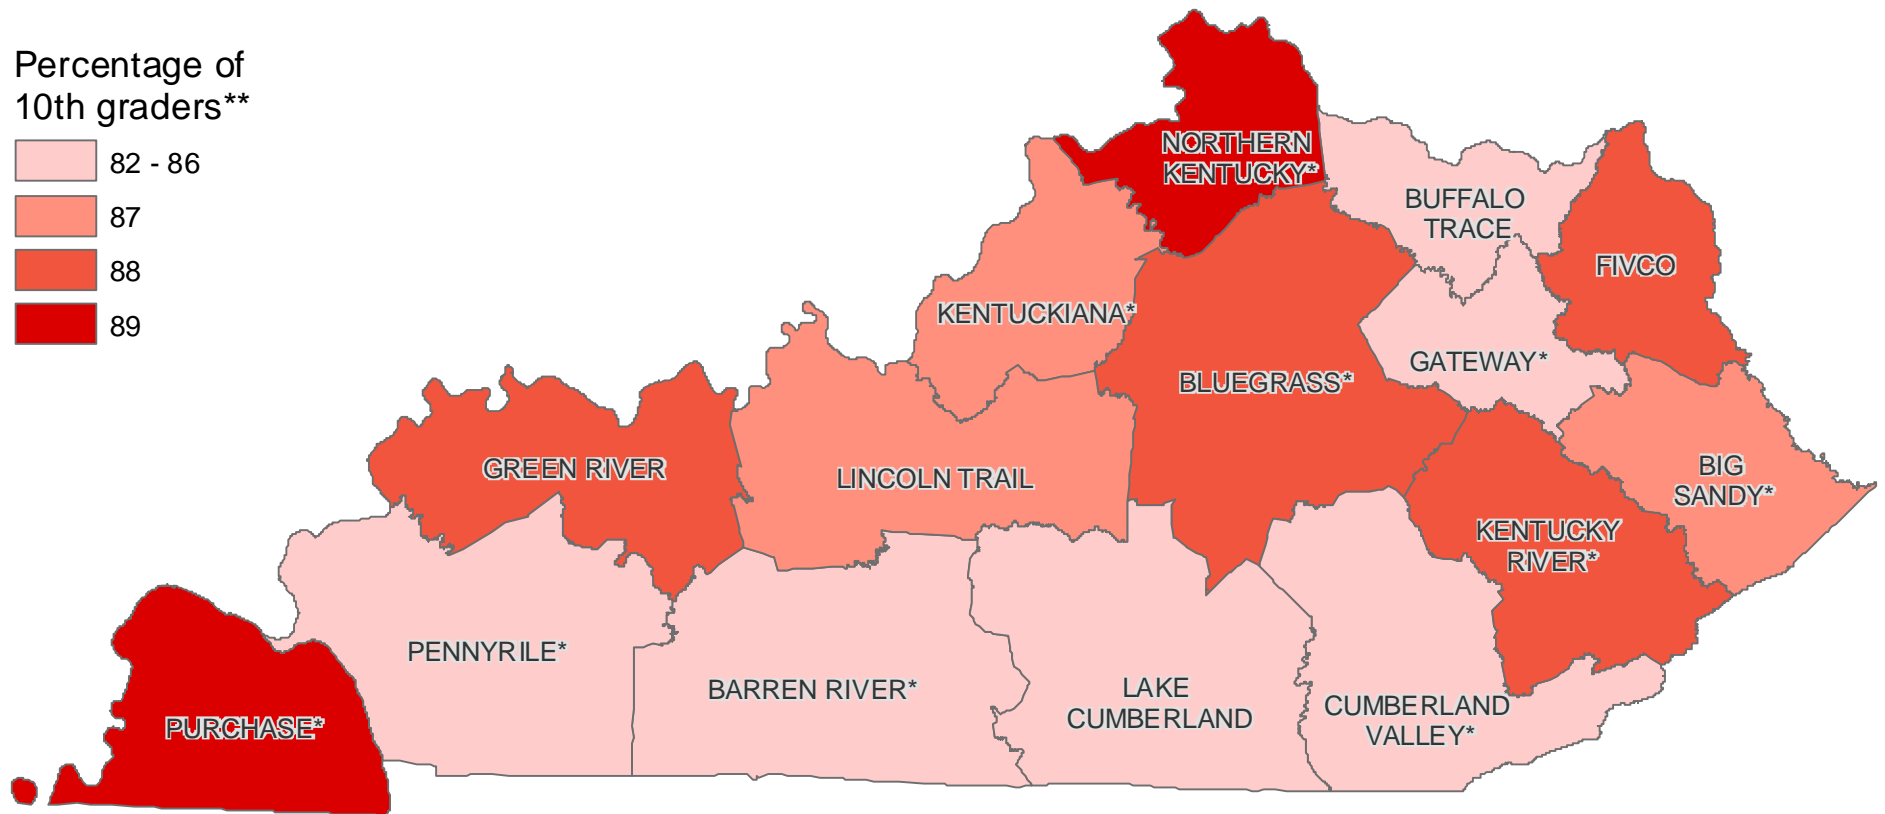 Percentage of
10th graders**
82 - 86
87
88
89
NORTHERN
KENTUCKY*
BUFFALO
TRACE
FIVCO
KENTUCKIANA*
GATEWAY*
BLUEGRASS*
GREEN RIVER
LINCOLN TRAIL
BIG
SANDY*
KENTUCKY
RIVER*
PENNYRILE*
BARREN RIVER*
LAKE
CUMBERLAND
CUMBERLAND
VALLEY*
PURCHASE*